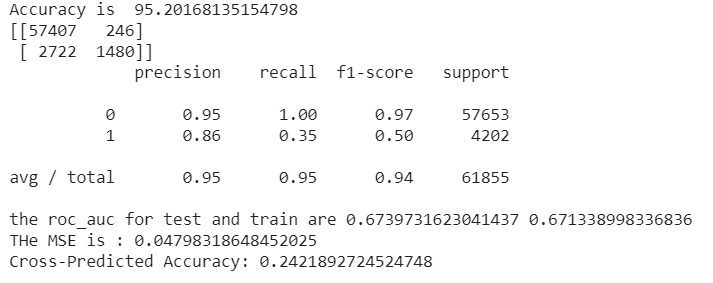 Accuracy is  95.20168135154798
[[57407   246]
 [ 2722  1480]]
             precision    recall  f1-score   support
          0       0.95      1.00      0.97     57653
          1       0.86      0.35      0.50      4202
avg / total       0.95      0.95      0.94     61855
the roc_auc for test and train are 0.6739731623041437 0.671338998336836
THe MSE is : 0.04798318648452025
Cross-Predicted Accuracy: 0.2421892724524748